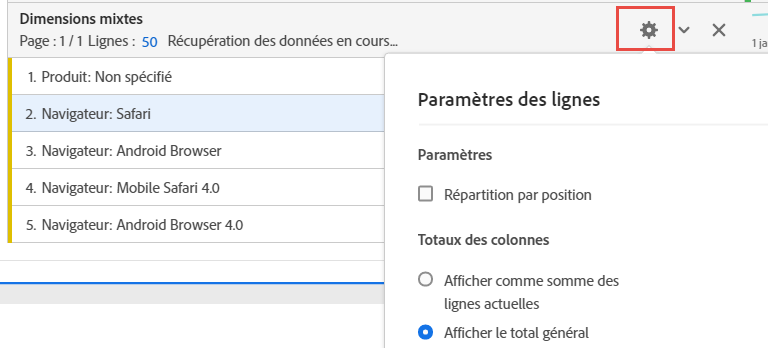 Dimensions mixtes
Page : 1 / 1 Lignes : 50 Récupération des données en cours...
1 ja
1. Produit: Non spécifié
2. Navigateur: Safari
3. Navigateur: Android Browser
4. Navigateur: Mobile Safari 4.0
5. Navigateur: Android Browser 4.0
Paramètres des lignes
Paramètres
Répartition par position
Totaux des colonnes
Afficher comme somme des
lignes actuelles
Afficher le total général